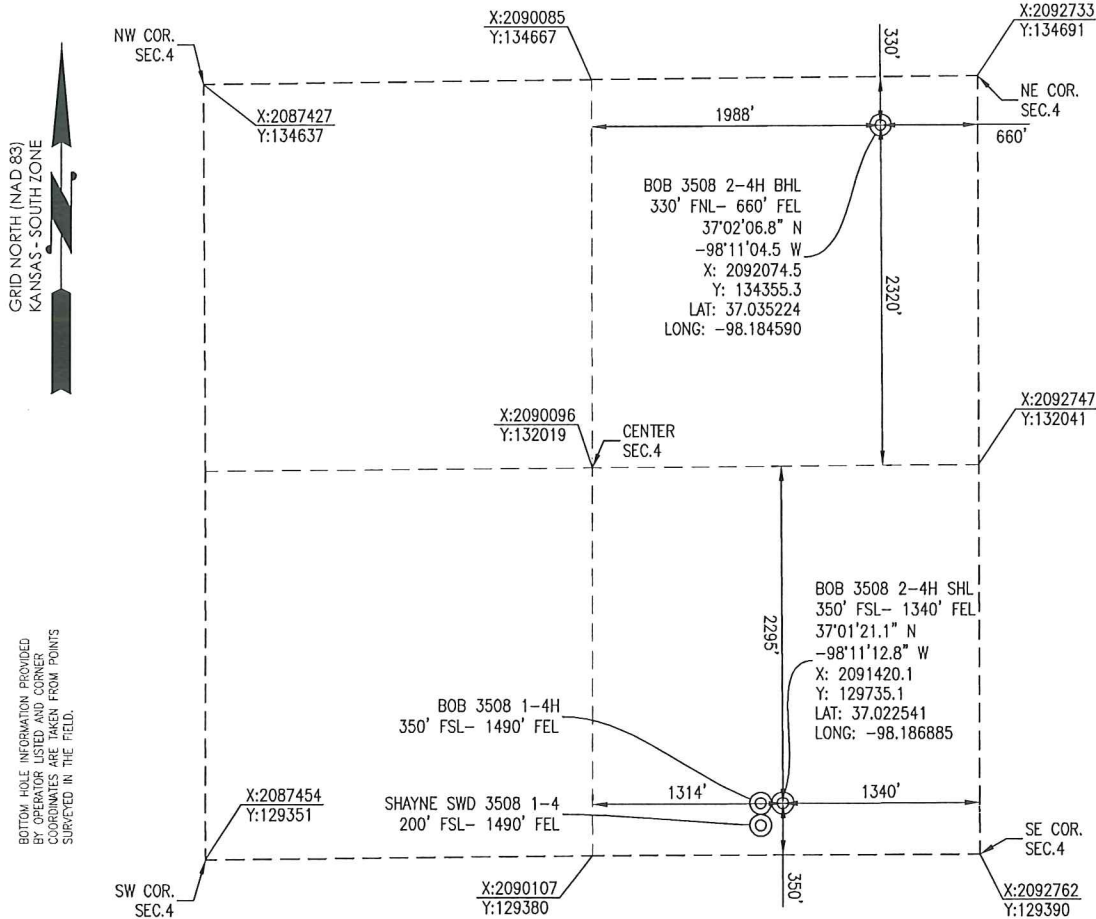 X:2090085
Y:134667
X:2092733
Y:134691
NW COR.
SEC.4
330'
NE COR.
SEC.4
X:2087427
Y:134637
1988'
660'
GRID NORTH (NAD 83)
KANSAS - SOUTH ZONE
BOB 3508 2-4H BHL
330' FNL- 660' FEL
37°02'06.8" N
-98°11'04.5 W
X: 2092074.5
Y: 134355.3
LAT: 37.035224
LONG: -98.184590
2320'
X:2090096
Y:132019
CENTER
SEC.4
X:2092747
Y:132041
2295'
BOB 3508 2-4H SHL
350' FSL- 1340' FEL
37°01'21.1" N
-98°11'12.8" W
X: 2091420.1
Y: 129735.1
LAT: 37.022541
LONG: -98.186885
BOTTOM HOLE INFORMATION PROVIDED
BY OPERATOR LISTED AND CORNER
COORDINATES ARE TAKEN FROM POINTS
SURVEYED IN THE FIELD.
BOB 3508 1-4H
350' FSL- 1490' FEL
X:2087454
Y:129351
SHAYNE SWD 3508 1-4
200' FSL- 1490' FEL
1314'
1340'
SW COR.
SEC.4
X:2090107
Y:129380
350'
SE COR.
SEC.4
X:2092762
Y:129390